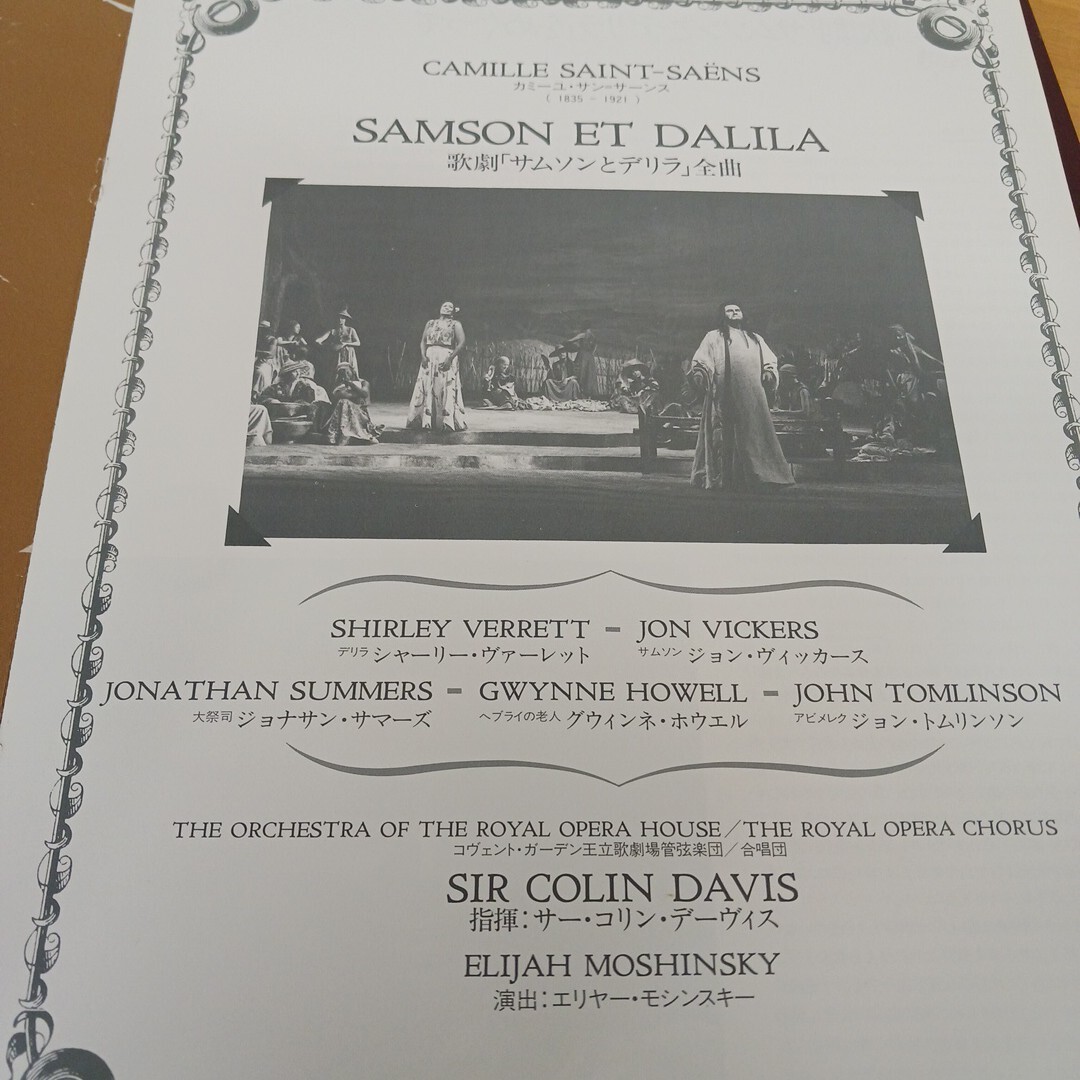 CAMILLE SAINT-SAËNS
カミーユ・サン=サーンス
( 1835 - 1921 )
SAMSON ET DALILA
歌劇「サムソンとデリラ」全曲
SHIRLEY VERRETT = JON VICKERS
デリラ シャーリー・ヴァーレット サムソン ジョン・ヴィッカース
JONATHAN SUMMERS = GWYNNE HOWELL = JOHN TOMLINSON
大祭司 ジョナサン・サマーズ ヘブライの老人 グウィンネ・ホウエル アビメレク ジョン・トムリンソン
THE ORCHESTRA OF THE ROYAL OPERA HOUSE/THE ROYAL OPERA CHORUS
コヴェント・ガーデン王立歌劇場管弦楽団/合唱団
SIR COLIN DAVIS
指揮:サー・コリン・デーヴィス
ELIJAH MOSHINSKY
演出:エリヤー・モシンスキー